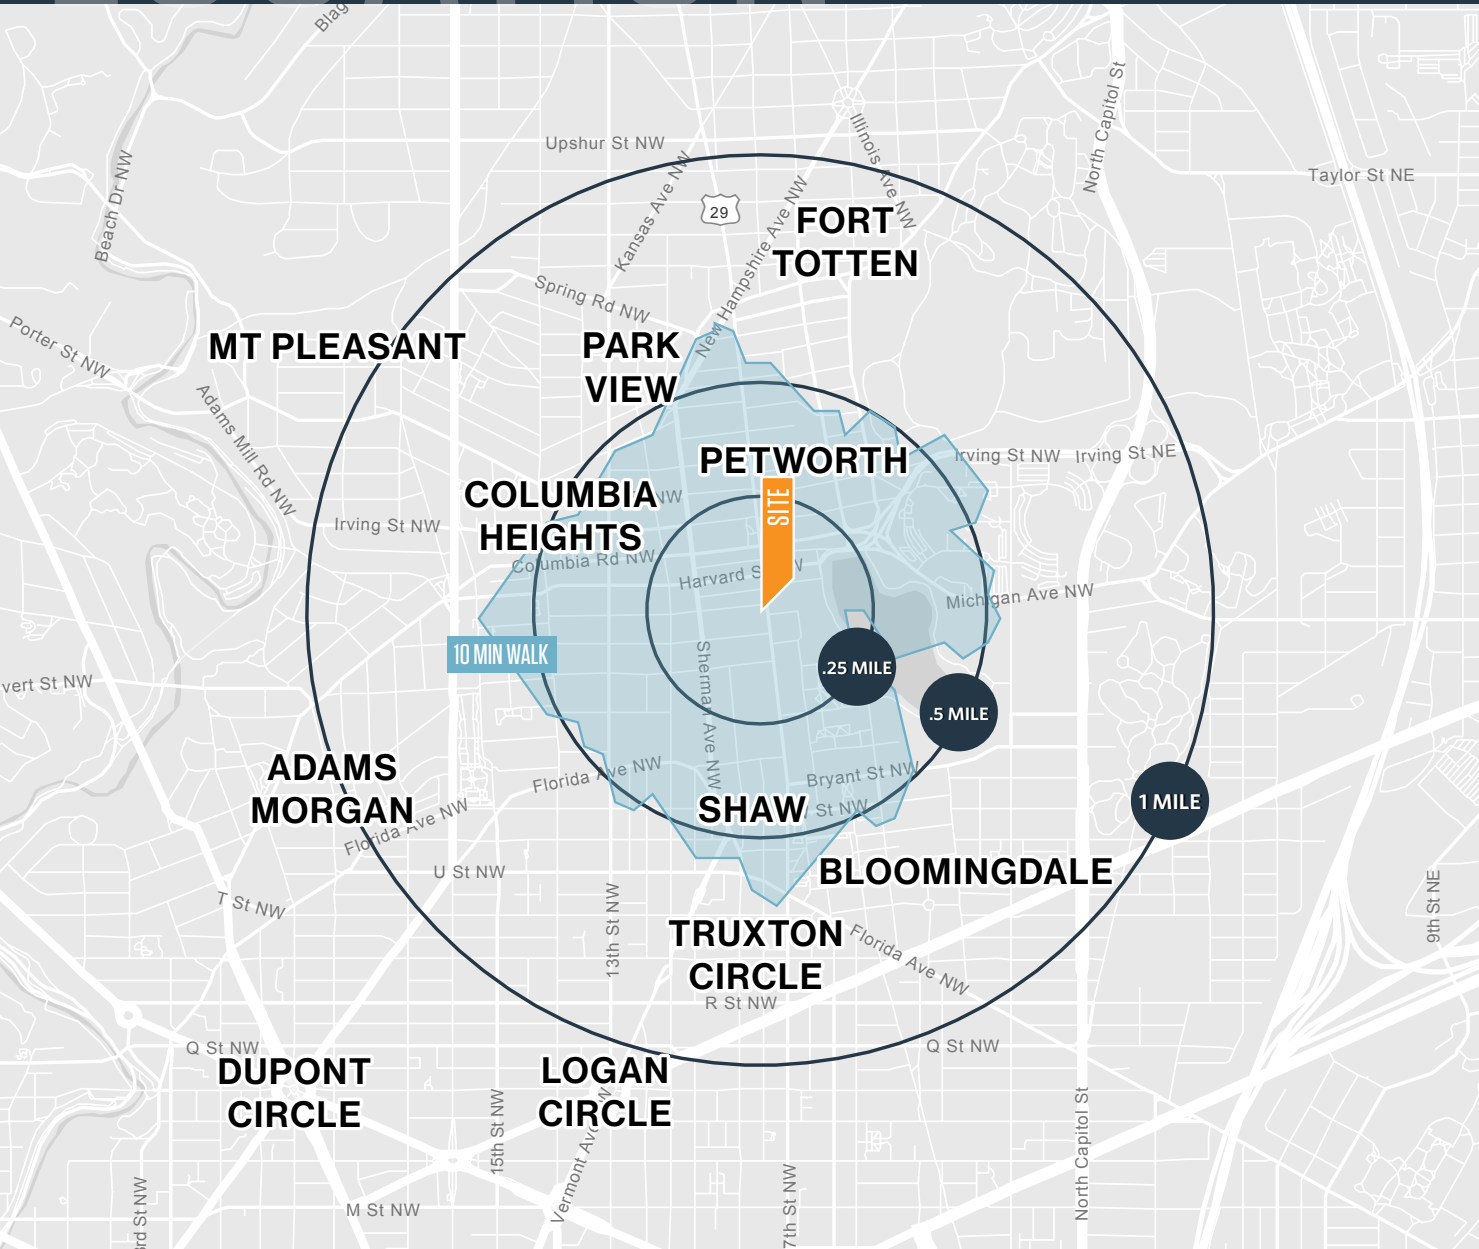 Blag
North Capitol St
Upshur St NW
Illinois Ave NW
Kansas Ave NW
Beach Dr NW
Taylor St NE
29
New Hampshire Ave NW
FORT
TOTTEN
Spring Rd NW
Porter St NW
MT PLEASANT
PARK
VIEW
Adams Mill Rd NW
PETWORTH
Irving St NW
Irving St NE
COLUMBIA
HEIGHTS
NW
SITE
Irving St NW
Columbia Rd NW
Harvard S
W
Michigan Ave NW
10 MIN WALK
.25 MILE
Sherman Ave NW
vert St NW
.5 MILE
ADAMS
MORGAN
Florida Ave NW
Bryant St NW
SHAW
St NW
1 MILE
Florida Ave NW
U St NW
BLOOMINGDALE
T St NW
13th St NW
TRUXTON
CIRCLE
Florida Ave NW
9th St NE
R St NW
Q St NW
Q St NW
DUPONT
CIRCLE
LOGAN
CIRCLE
15th St NW
Vermont Ave
W
North Capitol St
7th St NW
M St NW
3rd St NW